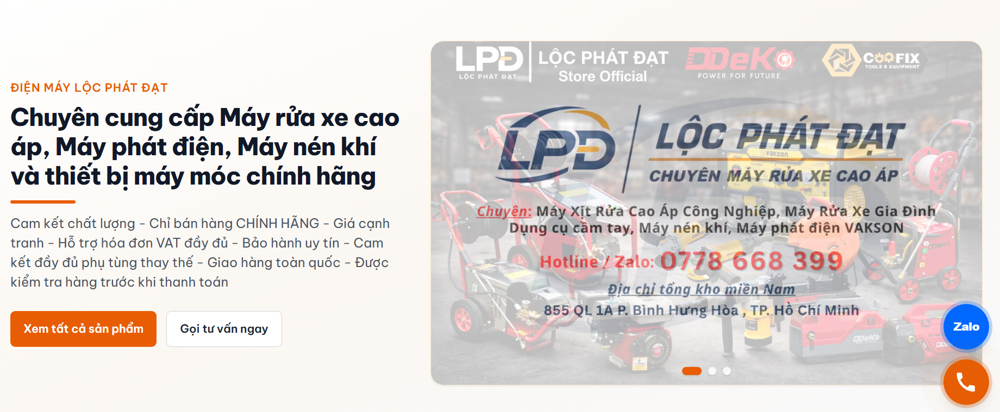 ĐIỆN MÁY LỘC PHÁT ĐẠT
Chuyên cung cấp Máy rửa xe cao
áp, Máy phát điện, Máy nén khí
và thiết bị máy móc chính hãng
Cam kết chất lượng - Chỉ bán hàng CHÍNH HÃNG - Giá cạnh
tranh - Hỗ trợ hóa đơn VAT đầy đủ - Bảo hành uy tín - Cam
kết đầy đủ phụ tùng thay thế - Giao hàng toàn quốc - Được
kiểm tra hàng trước khi thanh toán
Xem tất cả sản phẩm
Gọi tư vấn ngay
LPD
LỘC PHÁT ĐẠT
LỘC PHÁT ĐẠT
Store Official
DDeKo
POWER FOR FUTURE
COOFIX
TOOLS & EQUIPMENT
LPD
LỘC PHÁT ĐẠT
CHUYÊN MÁY RỬA XE CAO ÁP
Vakson
Chuyên: Máy Xịt Rửa Cao Áp Công Nghiệp, Máy Rửa Xe Gia Đình
Dụng cụ cầm tay, Máy nén khí, Máy phát điện VAKSON
Hotline / Zalo: 0778 668 399
Địa chỉ tổng kho miền Nam
855 QL 1A P. Bình Hưng Hòa , TP. Hồ Chí Minh
DDeKo
Zalo